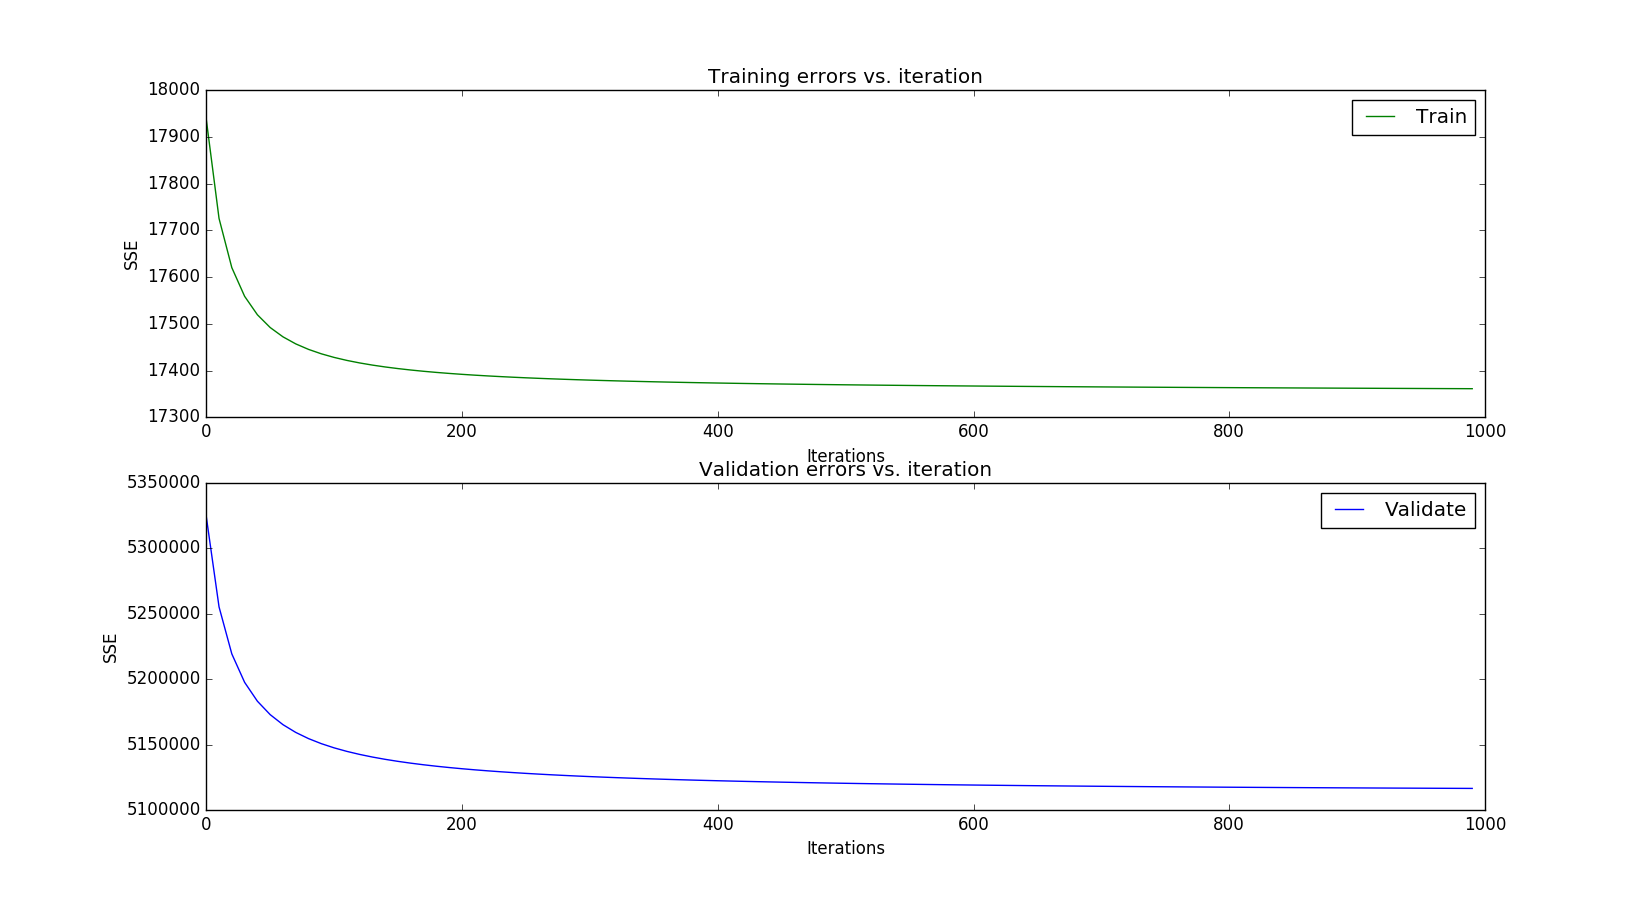 Training errors vs. iteration
18000
17900
17800
17700
17600
17500
17400
17300
SSE
Train
0 200 400 600 800 1000
Iterations
Validation errors vs. iteration
5350000
5300000
5250000
5200000
5150000
5100000
SSE
Validate
0 200 400 600 800 1000
Iterations